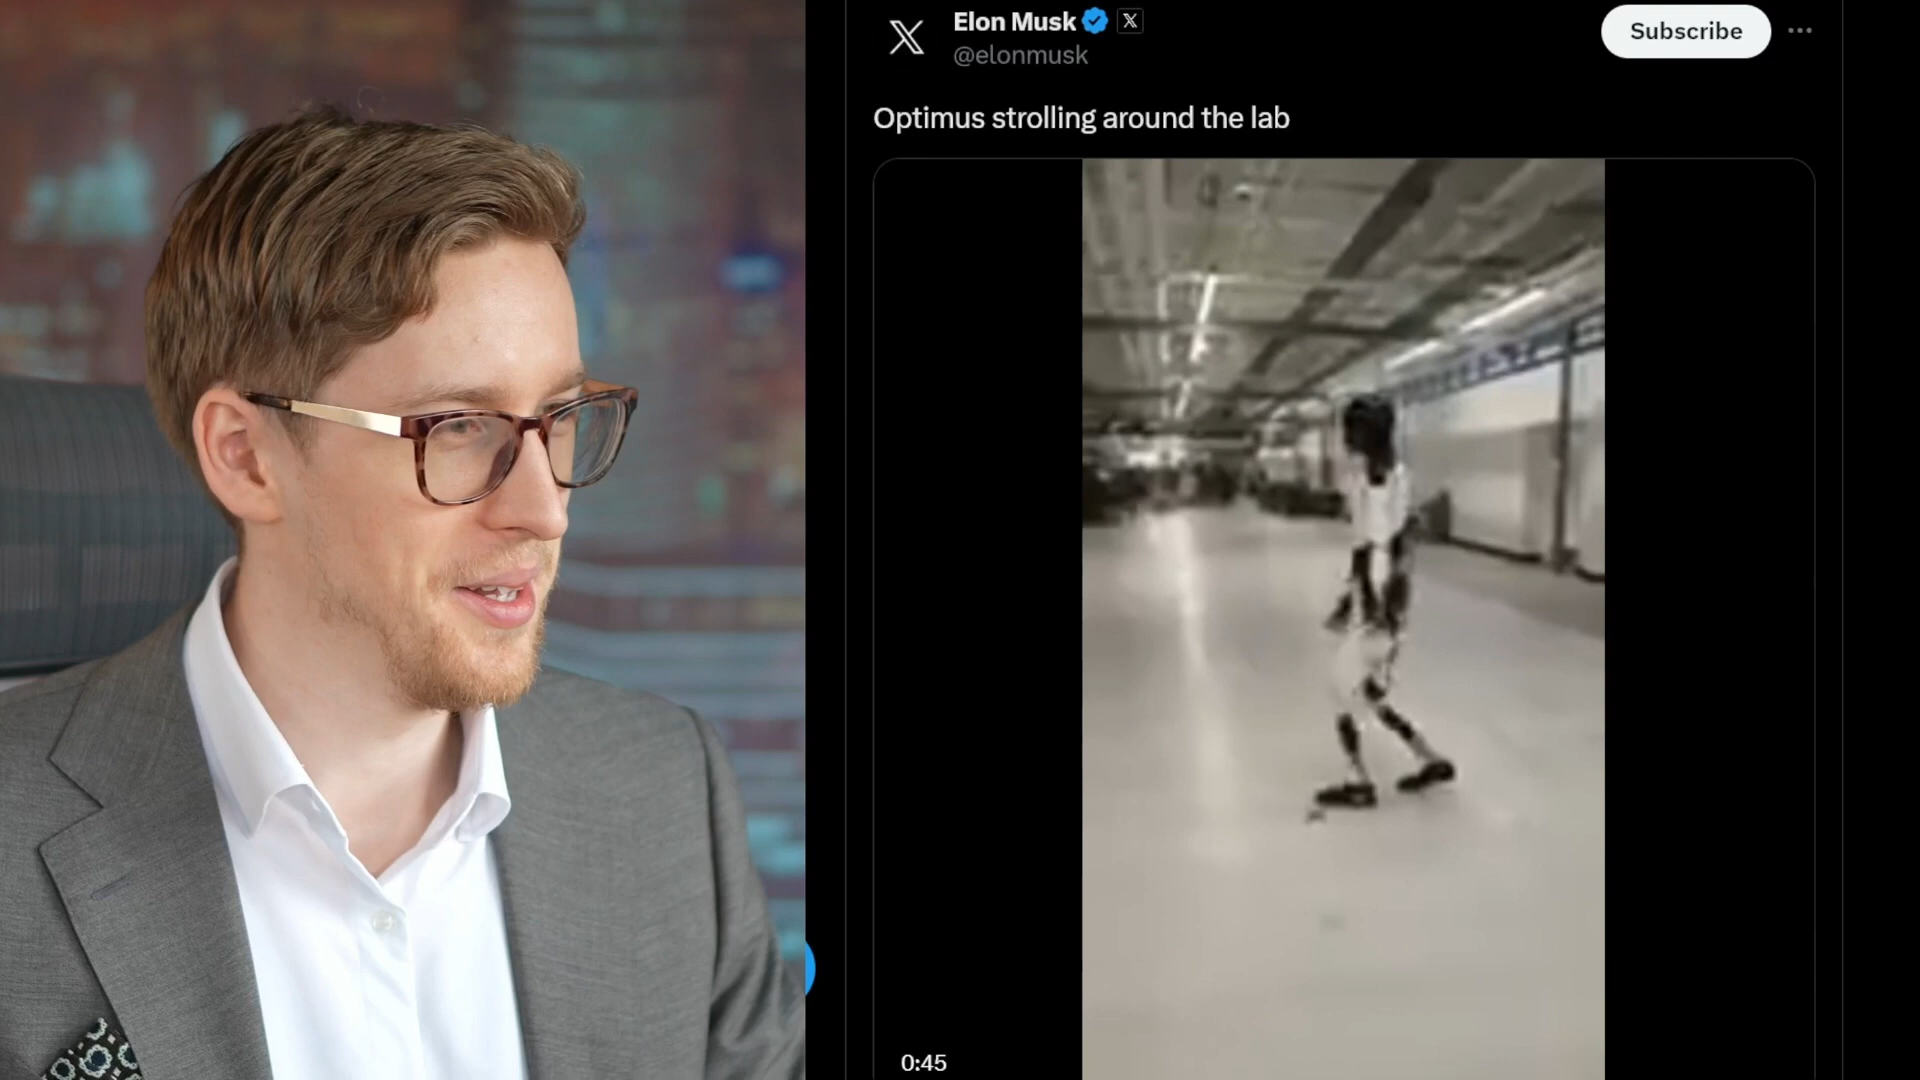 Elon Musk
@elonmusk
Subscribe
Optimus strolling around the lab
0:45